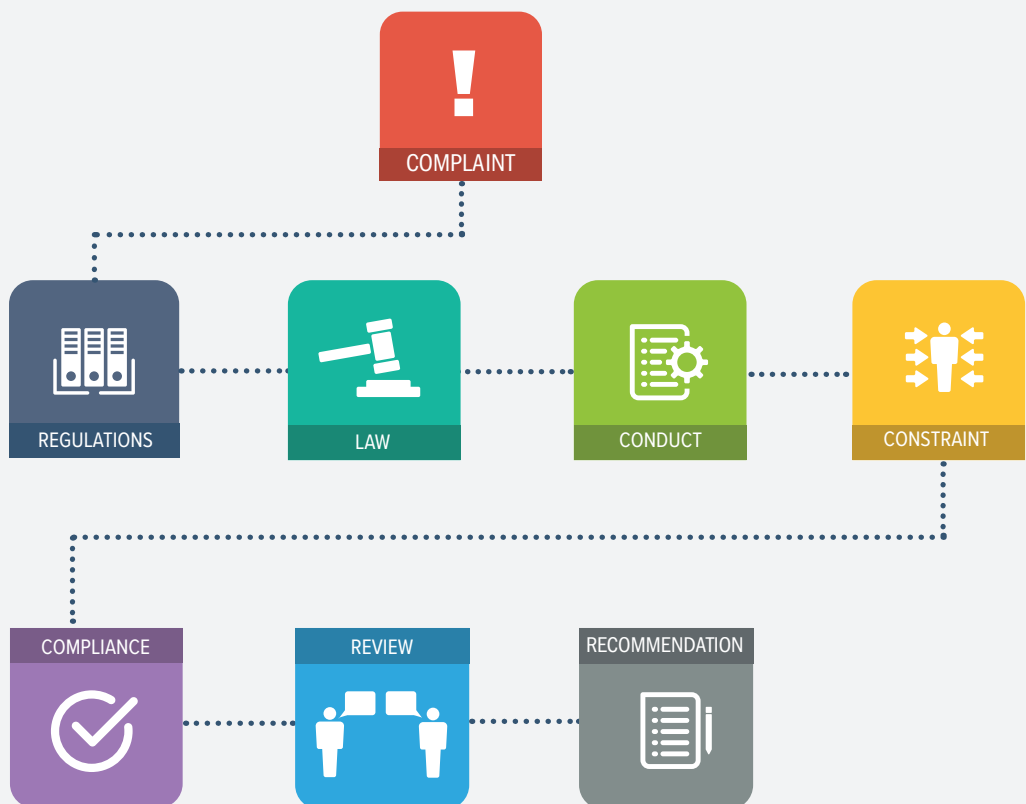 COMPLAINT
REGULATIONS
LAW
CONDUCT
CONSTRAINT
COMPLIANCE
REVIEW
RECOMMENDATION